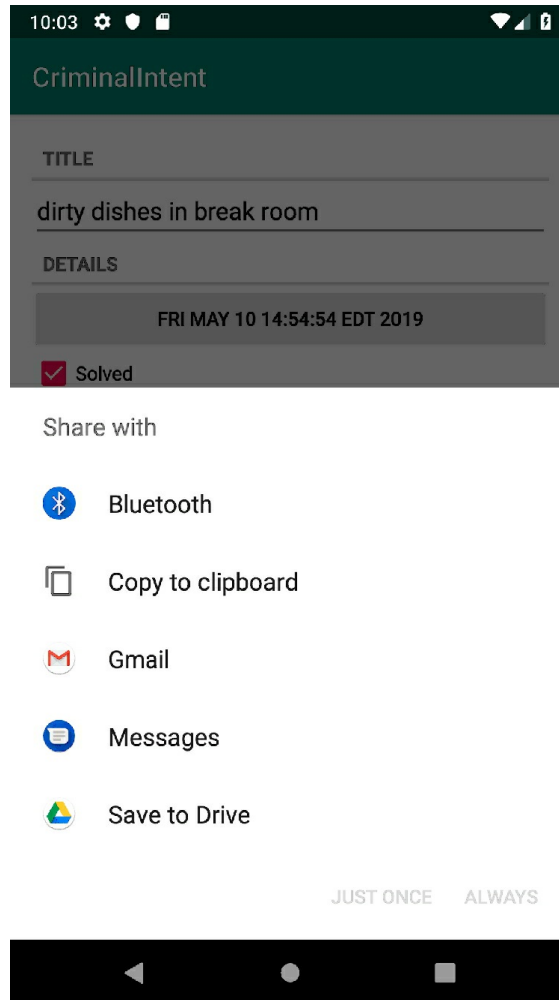 10:03
CriminalIntent
TITLE
dirty dishes in break room
DETAILS
FRI MAY 10 14:54:54 EDT 2019
Solved
Share with
Bluetooth
Copy to clipboard
Gmail
Messages
Save to Drive
JUST ONCE ALWAYS